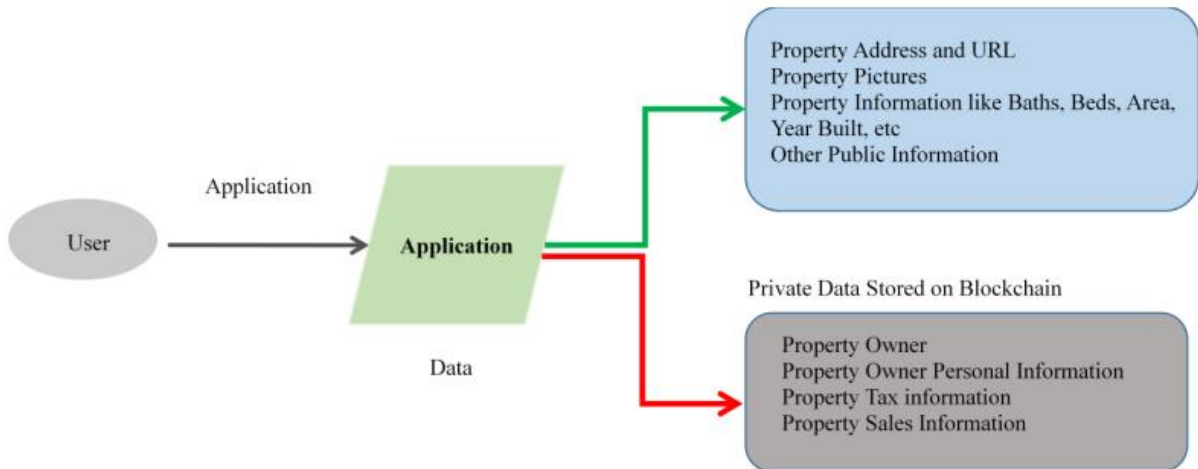 Property Address and URL
Property Pictures
Property Information like Baths, Beds, Area,
Year Built, etc
Other Public Information
Application
User
Application
Data
Private Data Stored on Blockchain
Property Owner
Property Owner Personal Information
Property Tax information
Property Sales Information